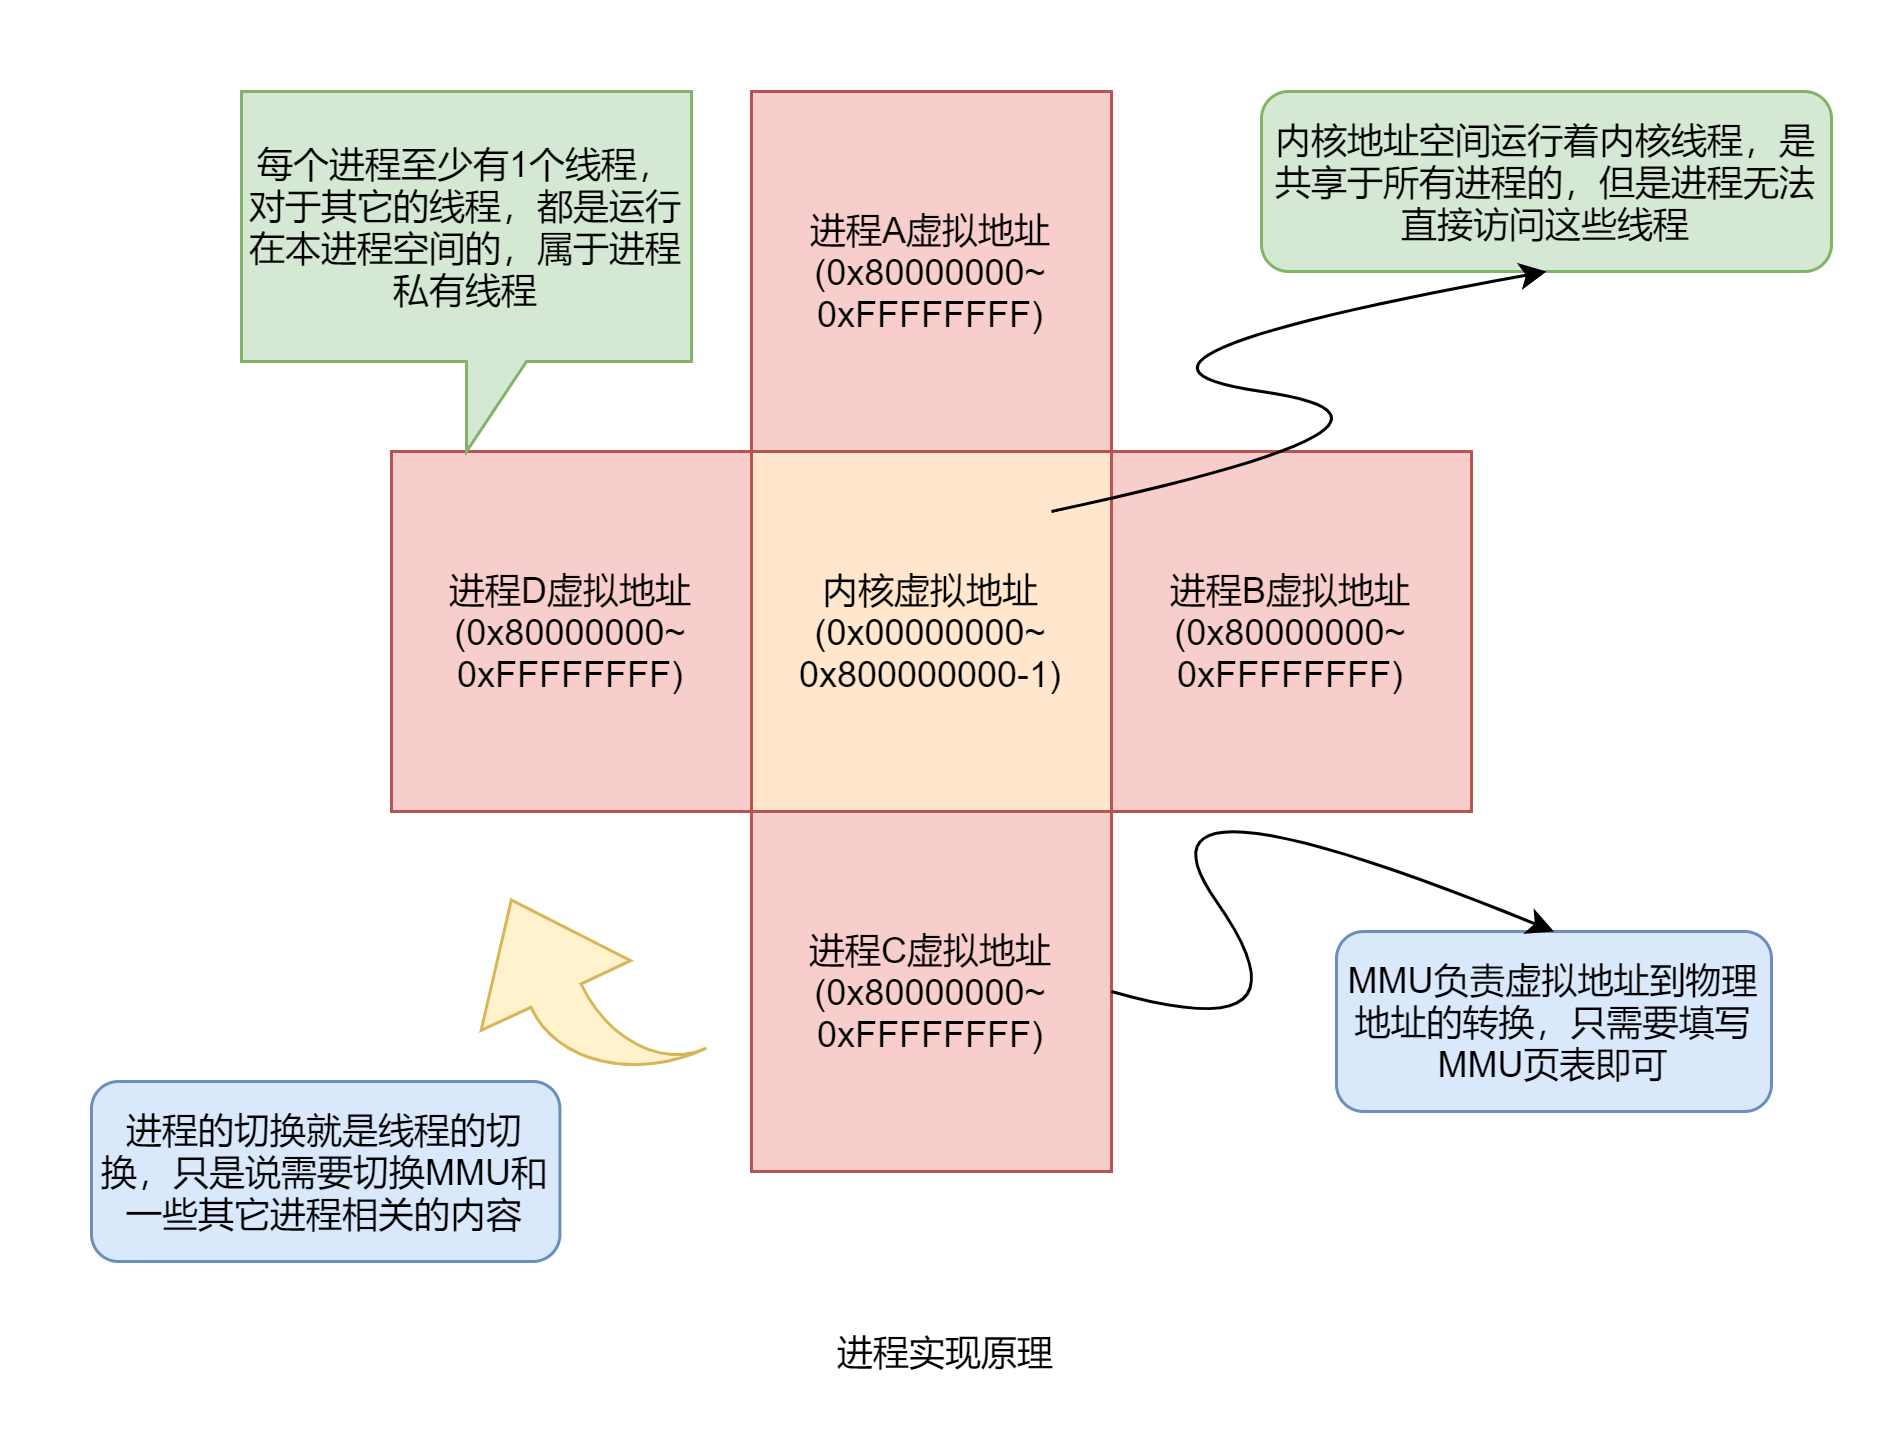 每个进程至少有1个线程，
对于其它的线程，都是运行
在本进程空间的，属于进程
私有线程
进程A虚拟地址
(0x80000000~
0xFFFFFFFF)
内核地址空间运行着内核线程，是
共享于所有进程的，但是进程无法
直接访问这些线程
进程D虚拟地址
(0x80000000~
0xFFFFFFFF)
内核虚拟地址
(0x00000000~
0x800000000-1)
进程B虚拟地址
(0x80000000~
0xFFFFFFFF)
进程C虚拟地址
(0x80000000~
0xFFFFFFFF)
MMU负责虚拟地址到物理
地址的转换，只需要填写
MMU页表即可
进程的切换就是线程的切
换，只是说需要切换MMU和
一些其它进程相关的内容
进程实现原理